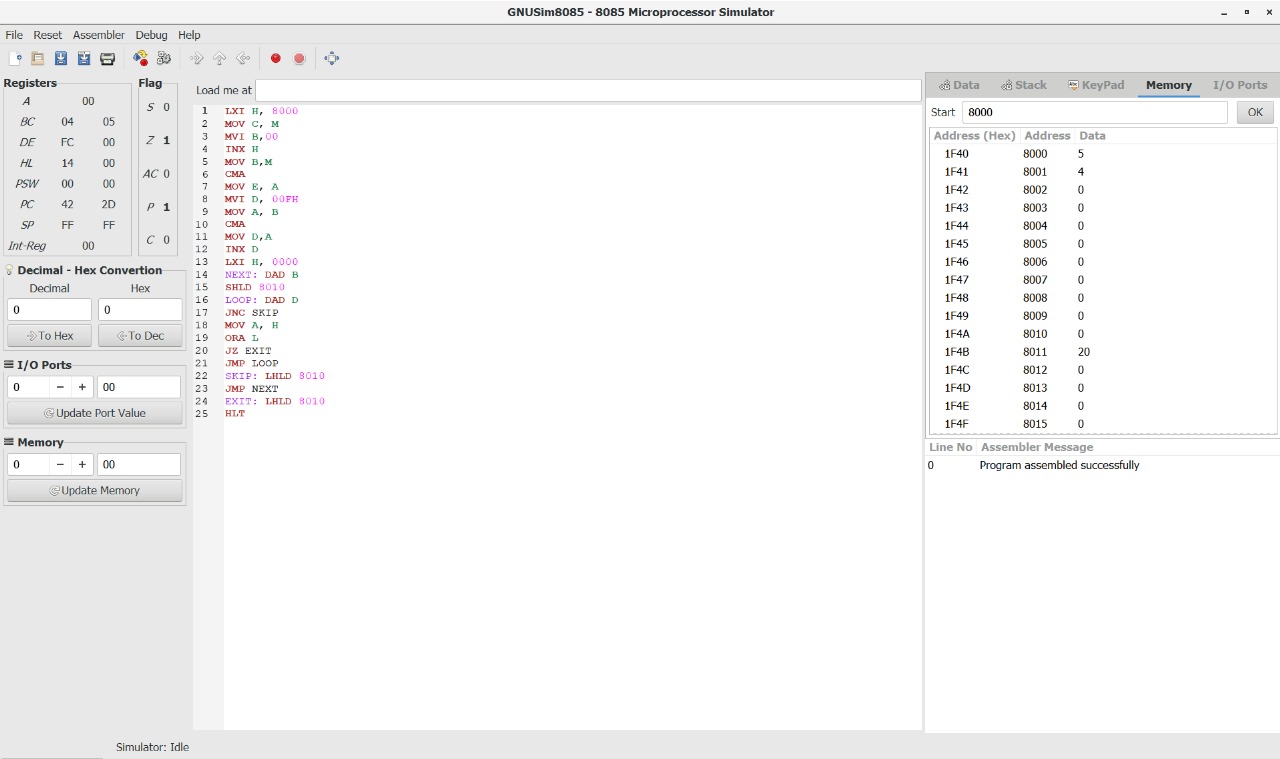 GNUSim8085 - 8085 Microprocessor Simulator
File Reset Assembler Debug Help
Registers
A 00
BC 04 05
DE FC 00
HL 14 00
PSW 00 00
PC 42 2D
SP FF FF
Int-Reg 00
Flag
S 0
Z 1
AC 0
P 1
C 0
Decimal - Hex Convertion
Decimal Hex
0 0
To Hex To Dec
I/O Ports
0 − + 00
Update Port Value
Memory
0 − + 00
Update Memory
Load me at
1 LXI H, 8000
2 MOV C, M
3 MVI B,00
4 INX H
5 MOV B,M
6 CMA
7 MOV E, A
8 MVI D, 00FH
9 MOV A, B
10 CMA
11 MOV D,A
12 INX D
13 LXI H, 0000
14 NEXT: DAD B
15 SHLD 8010
16 LOOP: DAD D
17 JNC SKIP
18 MOV A, H
19 ORA L
20 JZ EXIT
21 JMP LOOP
22 SKIP: LHLD 8010
23 JMP NEXT
24 EXIT: LHLD 8010
25 HLT
Data Stack KeyPad Memory I/O Ports
Start 8000 OK
Address (Hex) Address Data
1F40 8000 5
1F41 8001 4
1F42 8002 0
1F43 8003 0
1F44 8004 0
1F45 8005 0
1F46 8006 0
1F47 8007 0
1F48 8008 0
1F49 8009 0
1F4A 8010 0
1F4B 8011 20
1F4C 8012 0
1F4D 8013 0
1F4E 8014 0
1F4F 8015 0
Line No Assembler Message
0 Program assembled successfully
Simulator: Idle